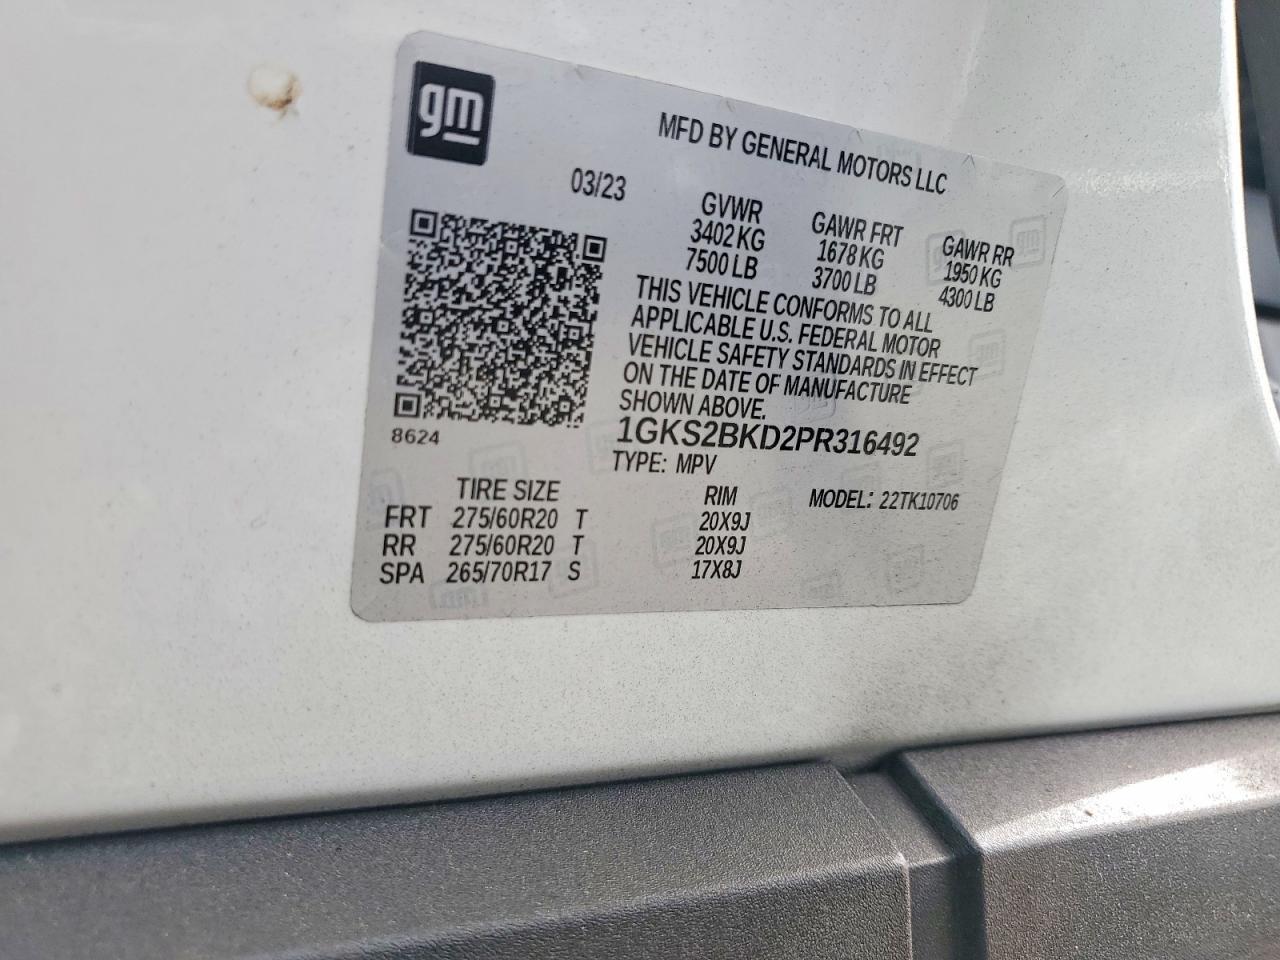 gm
MFD BY GENERAL MOTORS LLC
03/23
GVWR GAWR FRT GAWR RR
3402 KG 1678 KG 1950 KG
7500 LB 3700 LB 4300 LB
THIS VEHICLE CONFORMS TO ALL
APPLICABLE U.S. FEDERAL MOTOR
VEHICLE SAFETY STANDARDS IN EFFECT
ON THE DATE OF MANUFACTURE
SHOWN ABOVE.
8624
1GKS2BKD2PR316492
TYPE: MPV
TIRE SIZE RIM MODEL: 22TK10706
FRT 275/60R20 T 20X9J
RR 275/60R20 T 20X9J
SPA 265/70R17 S 17X8J